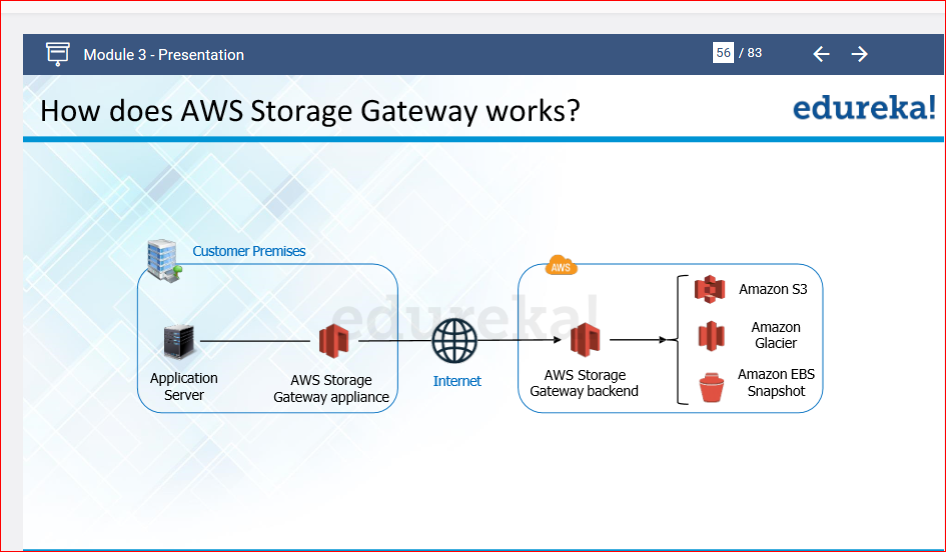 Module 3 - Presentation
56 / 83
How does AWS Storage Gateway works?
edureka!
Customer Premises
AWS
edureka!
Application
Server
AWS Storage
Gateway appliance
Internet
AWS Storage
Gateway backend
Amazon S3
Amazon
Glacier
Amazon EBS
Snapshot